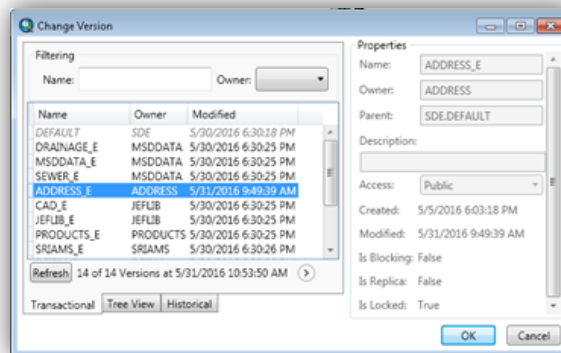 Change Version
Filtering
Name: Owner:
Name Owner Modified
DEFAULT SDE 5/30/2016 6:30:18 PM
DRAINAGE_E MSDDATA 5/30/2016 6:30:25 PM
MSDDATA_E MSDDATA 5/30/2016 6:30:25 PM
SEWER_E MSDDATA 5/30/2016 6:30:25 PM
ADDRESS_E ADDRESS 5/31/2016 9:49:39 AM
CAD_E JEFLIB 5/30/2016 6:30:25 PM
JEFLIB_E JEFLIB 5/30/2016 6:30:25 PM
PRODUCTS_E PRODUCTS 5/30/2016 6:30:25 PM
SRIAMS_E SRIAMS 5/30/2016 6:30:26 PM
Refresh 14 of 14 Versions at 5/31/2016 10:53:50 AM
Transactional Tree View Historical
Properties
Name: ADDRESS_E
Owner: ADDRESS
Parent: SDE.DEFAULT
Description:
Access: Public
Created: 5/5/2016 6:03:18 PM
Modified: 5/31/2016 9:49:39 AM
Is Blocking: False
Is Replica: False
Is Locked: True
OK Cancel